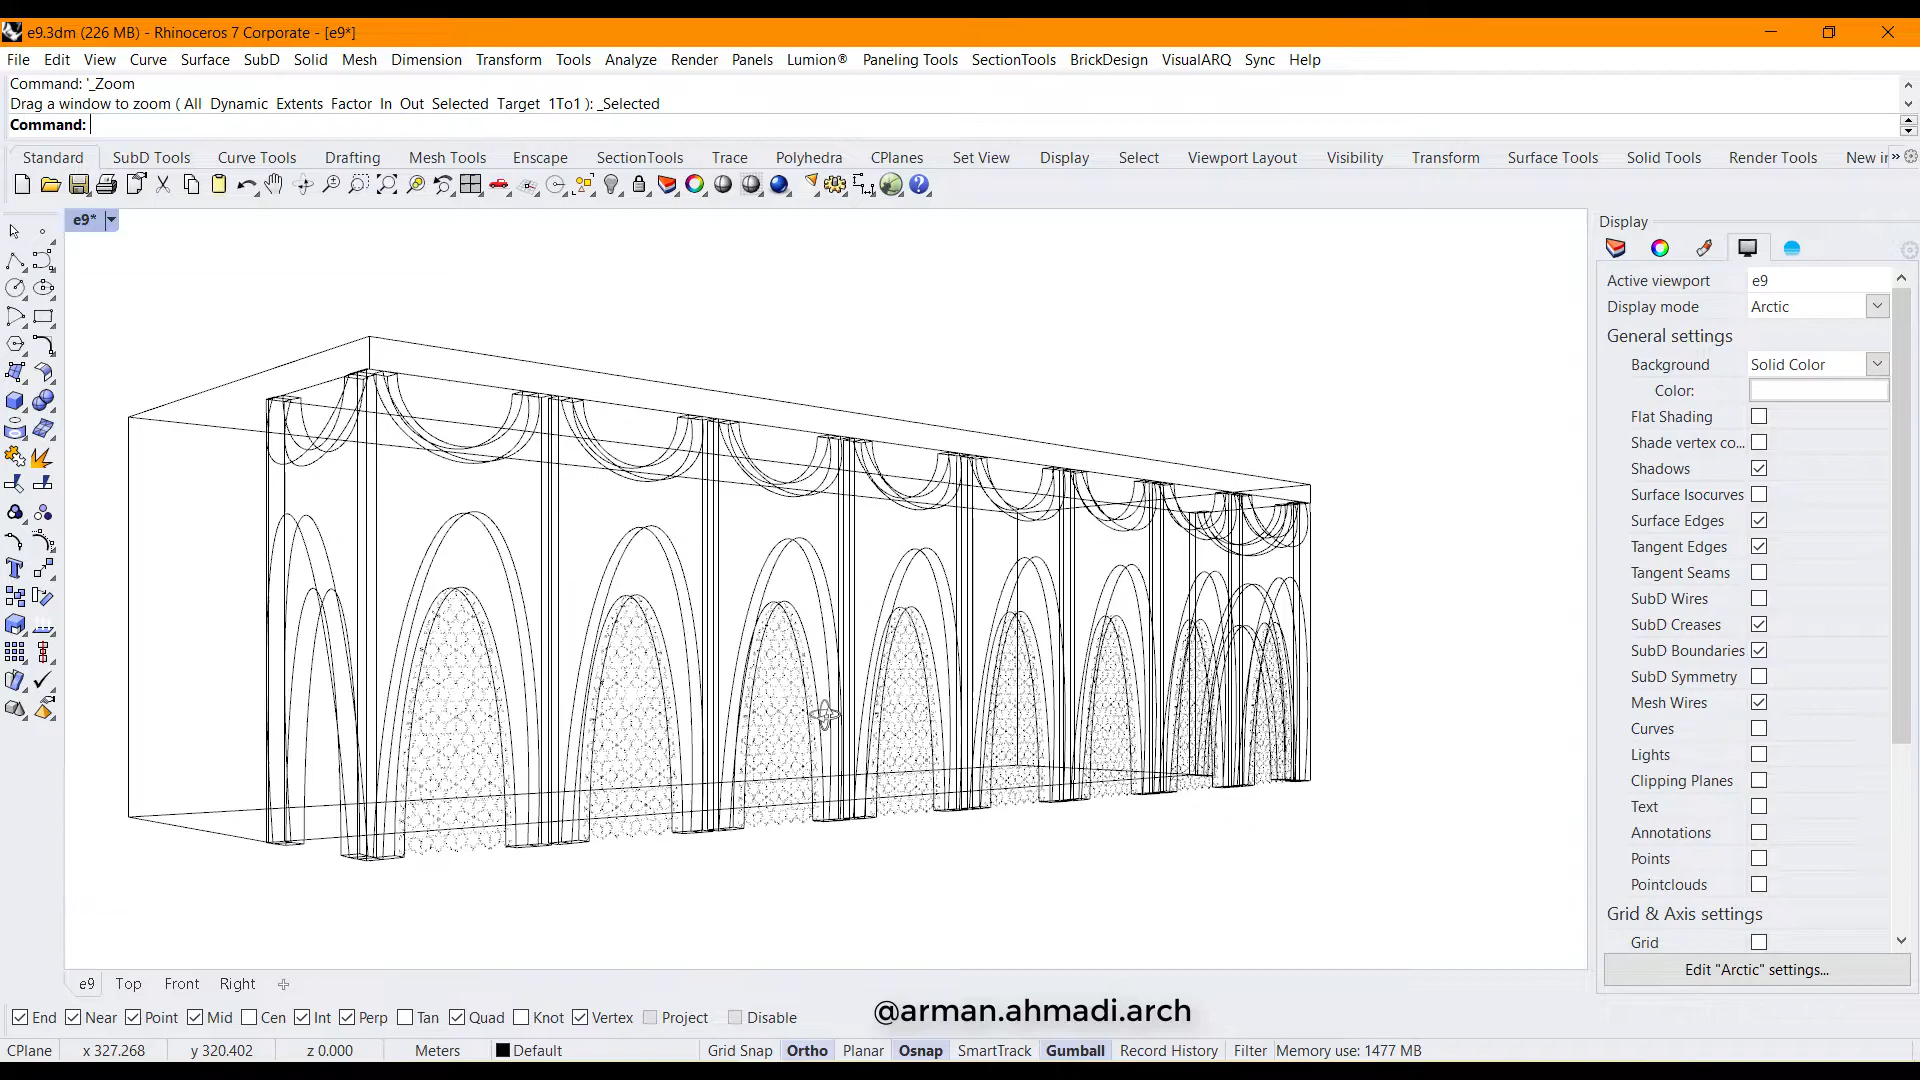 e9.3dm (226 MB) - Rhinoceros 7 Corporate - [e9*]
File Edit View Curve Surface SubD Solid Mesh Dimension Transform Tools Analyze Render Panels Lumion® Paneling Tools SectionTools BrickDesign VisualARQ Sync Help
Command: '_Zoom
Drag a window to zoom ( All Dynamic Extents Factor In Out Selected Target 1To1 ): _Selected
Command:
Standard SubD Tools Curve Tools Drafting Mesh Tools Enscape SectionTools Trace Polyhedra CPlanes Set View Display Select Viewport Layout Visibility Transform Surface Tools Solid Tools Render Tools New in
e9*
Display
Active viewport e9
Display mode Arctic
General settings
Background Solid Color
Color:
Flat Shading
Shade vertex co...
Shadows
Surface Isocurves
Surface Edges
Tangent Edges
Tangent Seams
SubD Wires
SubD Creases
SubD Boundaries
SubD Symmetry
Mesh Wires
Curves
Lights
Clipping Planes
Text
Annotations
Points
Pointclouds
Grid & Axis settings
Grid
Edit "Arctic" settings...
e9 Top Front Right
@arman.ahmadi.arch
End Near Point Mid Cen Int Perp Tan Quad Knot Vertex Project Disable
CPlane x 327.268 y 320.402 z 0.000 Meters Default Grid Snap Ortho Planar Osnap SmartTrack Gumball Record History Filter Memory use: 1477 MB